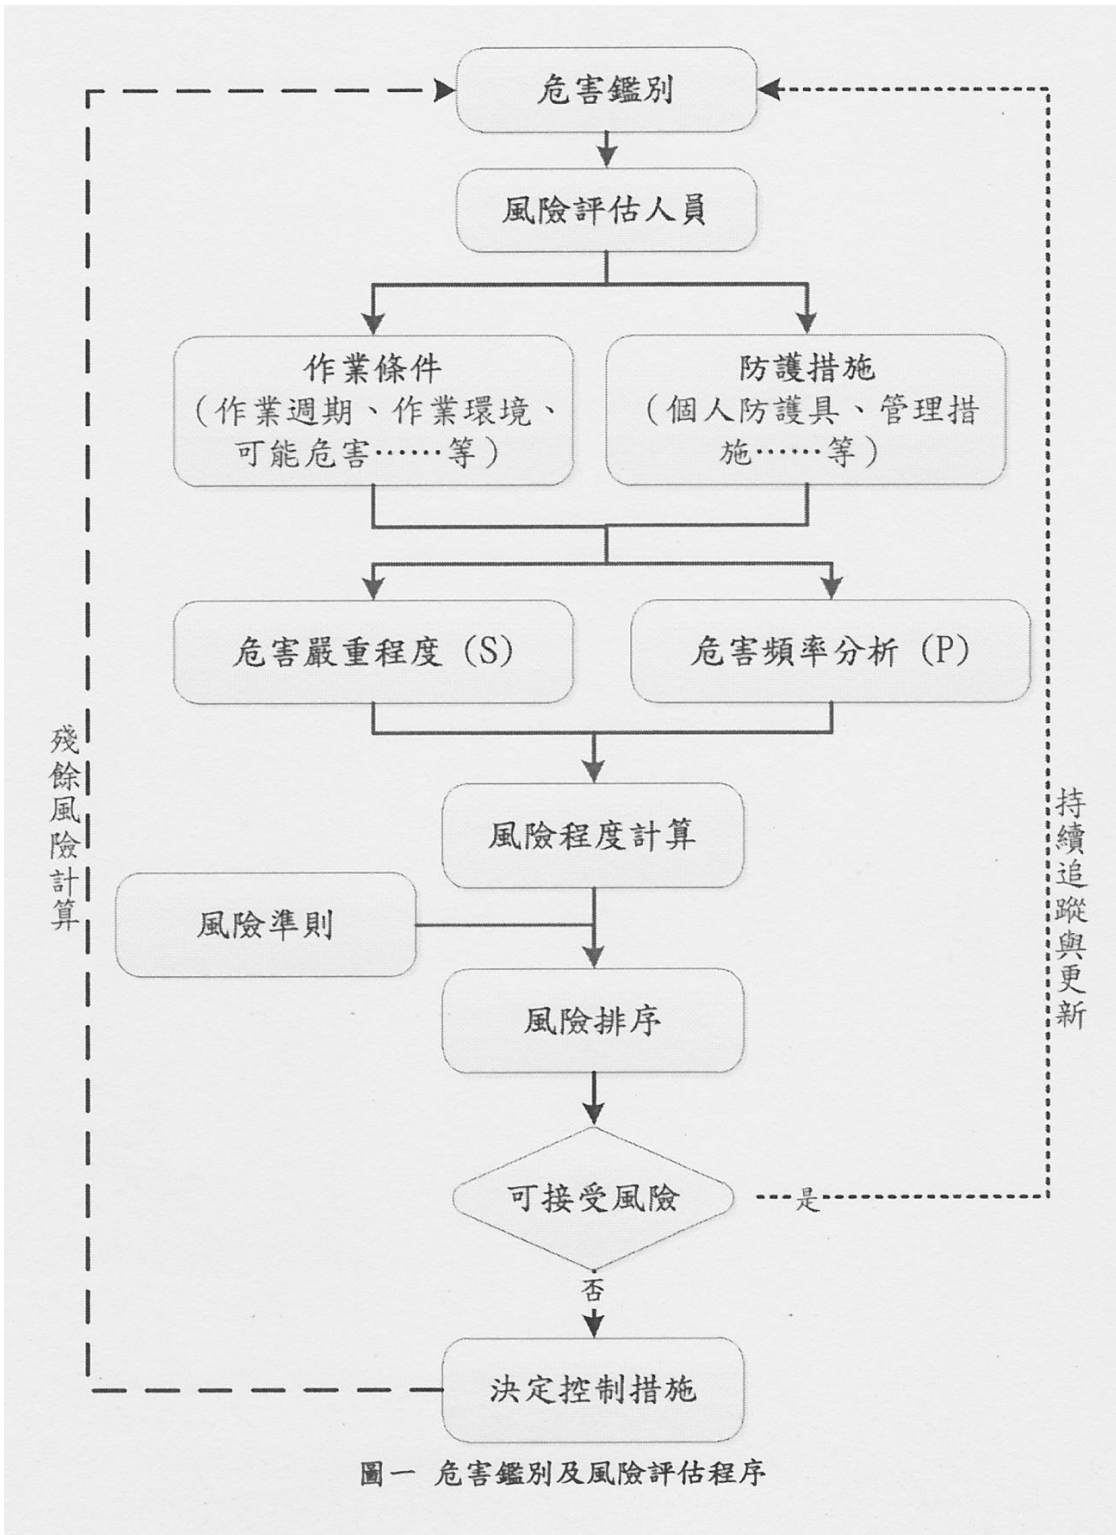 危害鑑別
風險評估人員
作業條件
（作業週期、作業環境、
可能危害……等）
防護措施
（個人防護具、管理措
施……等）
危害嚴重程度（S）
危害頻率分析（P）
風險程度計算
風險準則
風險排序
可接受風險
是
否
決定控制措施
殘餘風險計算
持續追蹤與更新
圖一 危害鑑別及風險評估程序